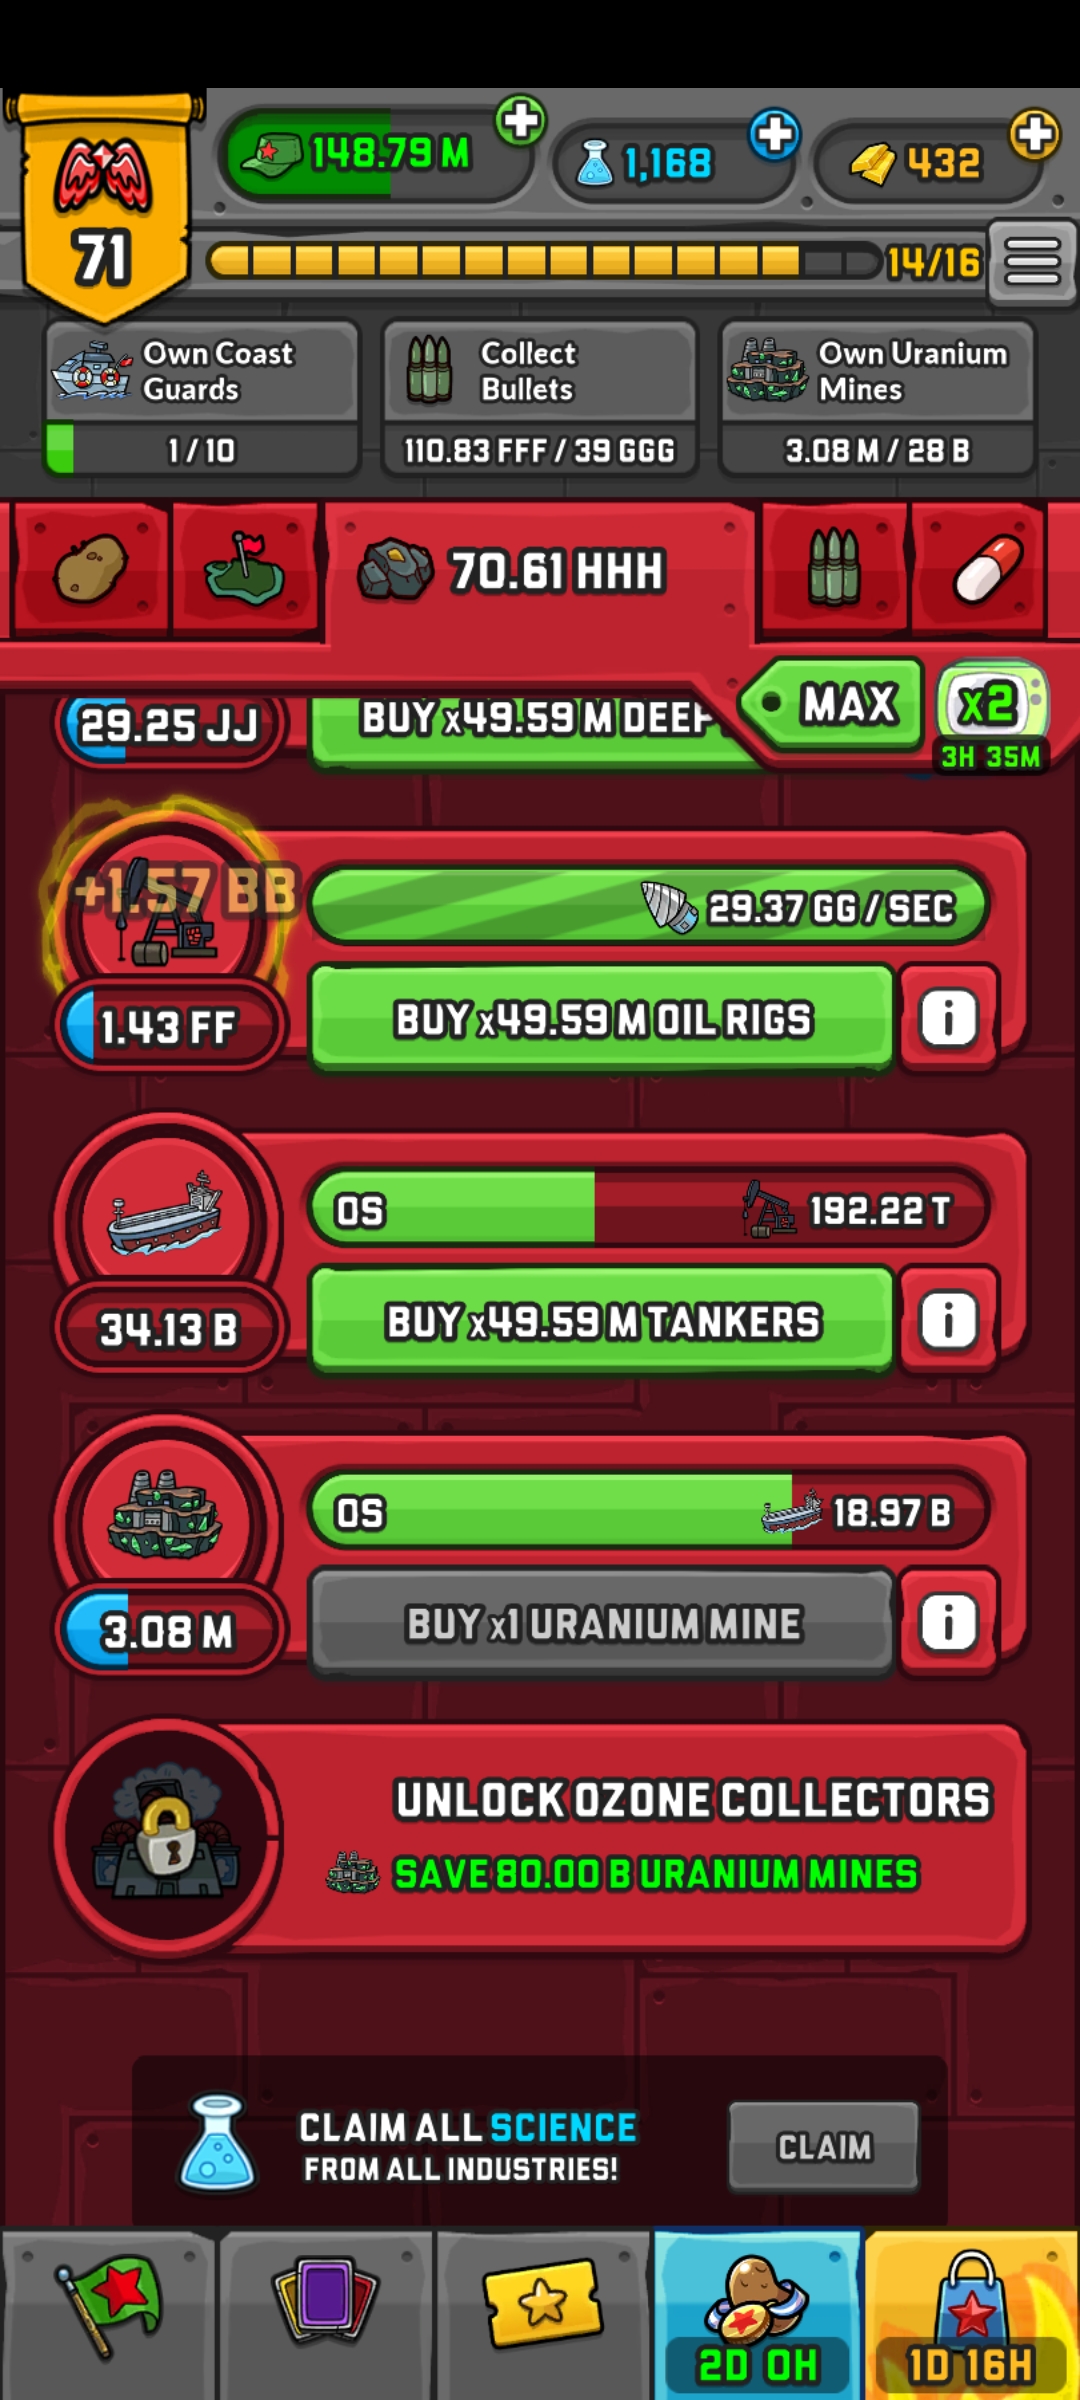 148.79 M
1,168
432
71
14/16
Own Coast
Guards
1 / 10
Collect
Bullets
110.83 FFF / 39 GGG
Own Uranium
Mines
3.08 M / 28 B
70.61 HHH
MAX
x2
3H 35M
29.25 JJ
BUY x49.59 M DEEP
+1.57 BB
29.37 GG / SEC
1.43 FF
BUY x49.59 M OIL RIGS
i
0S
192.22 T
34.13 B
BUY x49.59 M TANKERS
i
0S
18.97 B
3.08 M
BUY x1 URANIUM MINE
i
UNLOCK OZONE COLLECTORS
SAVE 80.00 B URANIUM MINES
CLAIM ALL SCIENCE
FROM ALL INDUSTRIES!
CLAIM
2D 0H
1D 16H